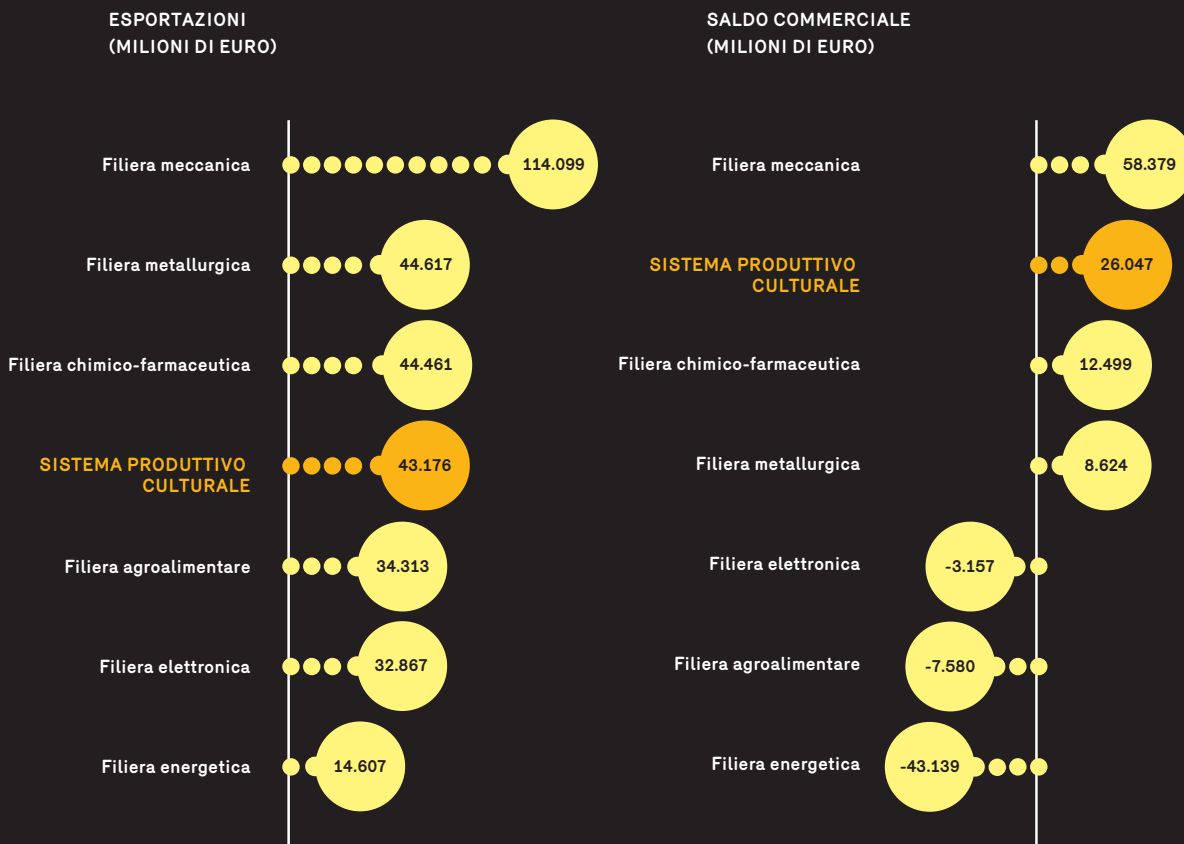 ESPORTAZIONI
(MILIONI DI EURO)
Filiera meccanica 114.099
Filiera metallurgica 44.617
Filiera chimico-farmaceutica 44.461
SISTEMA PRODUTTIVO
CULTURALE 43.176
Filiera agroalimentare 34.313
Filiera elettronica 32.867
Filiera energetica 14.607
SALDO COMMERCIALE
(MILIONI DI EURO)
Filiera meccanica 58.379
SISTEMA PRODUTTIVO
CULTURALE 26.047
Filiera chimico-farmaceutica 12.499
Filiera metallurgica 8.624
Filiera elettronica -3.157
Filiera agroalimentare -7.580
Filiera energetica -43.139